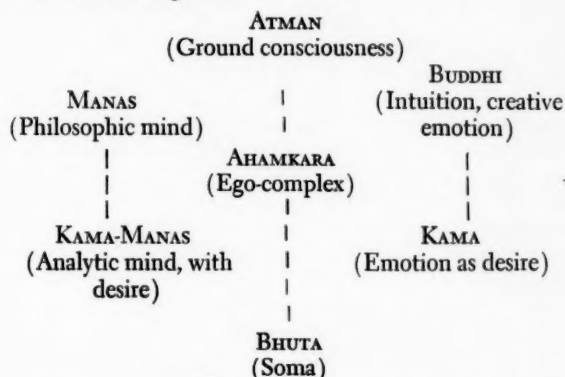 ATMAN
(Ground consciousness)
MANAS
(Philosophic mind)
BUDDHI
(Intuition, creative
emotion)
AHAMKARA
(Ego-complex)
KAMA-MANAS
(Analytic mind, with
desire)
KAMA
(Emotion as desire)
BHUTA
(Soma)